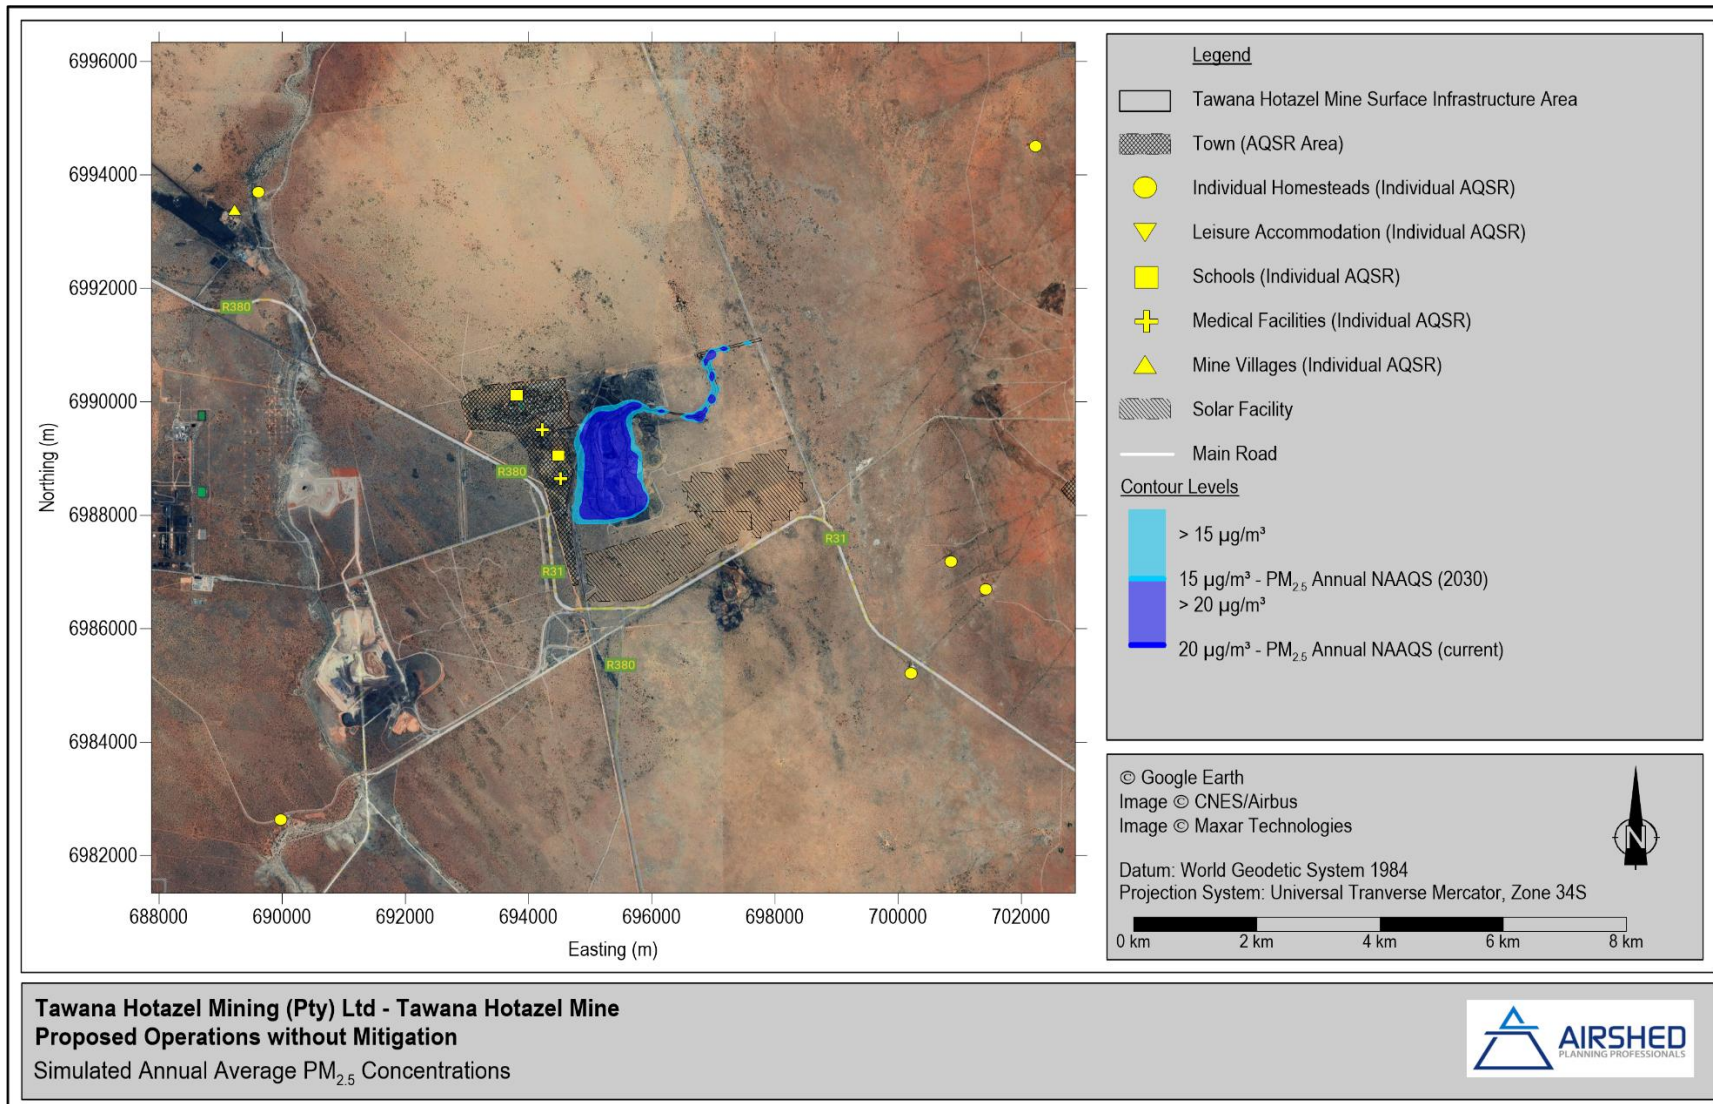 6996000
6994000
6992000
6990000
6988000
6986000
6984000
6982000
Northing (m)
688000 690000 692000 694000 696000 698000 700000 702000
Easting (m)
R380
R380
R31
R31
R380
Legend
Tawana Hotazel Mine Surface Infrastructure Area
Town (AQSR Area)
Individual Homesteads (Individual AQSR)
Leisure Accommodation (Individual AQSR)
Schools (Individual AQSR)
Medical Facilities (Individual AQSR)
Mine Villages (Individual AQSR)
Solar Facility
Main Road
Contour Levels
> 15 µg/m³
15 µg/m³ - PM2.5 Annual NAAQS (2030)
> 20 µg/m³
20 µg/m³ - PM2.5 Annual NAAQS (current)
© Google Earth
Image © CNES/Airbus
Image © Maxar Technologies
N
Datum: World Geodetic System 1984
Projection System: Universal Tranverse Mercator, Zone 34S
0 km 2 km 4 km 6 km 8 km
Tawana Hotazel Mining (Pty) Ltd - Tawana Hotazel Mine
Proposed Operations without Mitigation
Simulated Annual Average PM2.5 Concentrations
AIRSHED
PLANNING PROFESSIONALS